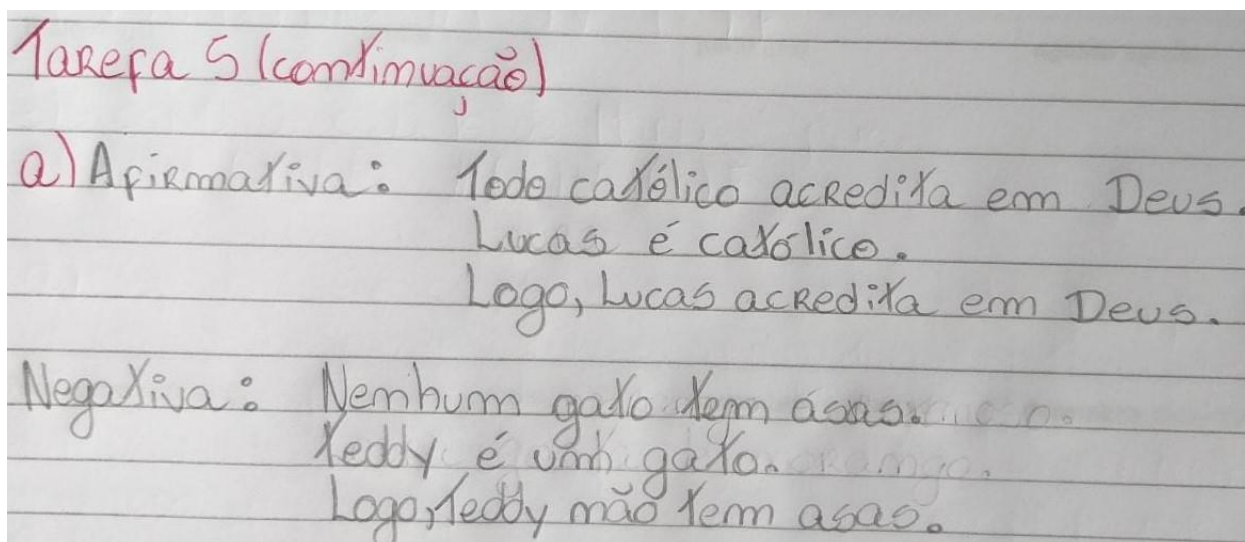 Tarefa 5 (continuação)
a) Afirmativa: Todo católico acredita em Deus.
Lucas é católico.
Logo, Lucas acredita em Deus.
Negativa: Nenhum gato tem ásas.
Teddy é um gato.
Logo, Teddy não tem asas.